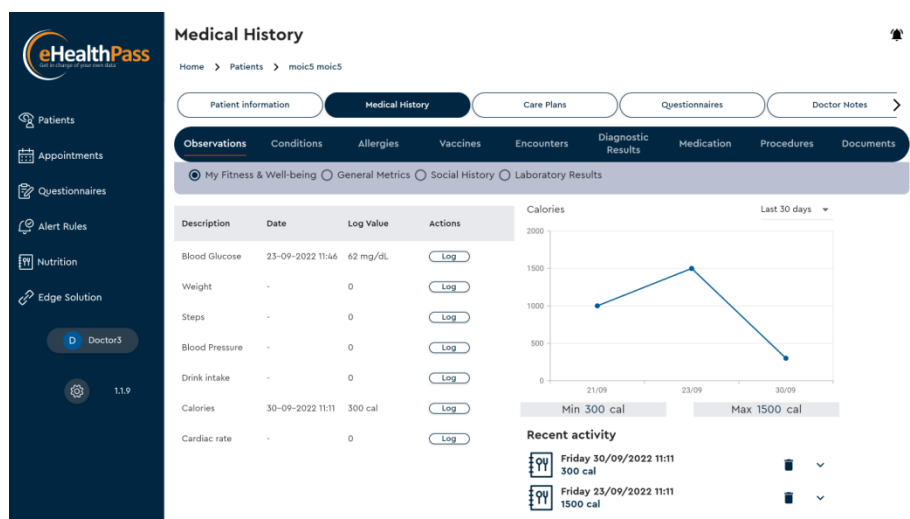 eHealthPass
Get in charge of your own data
Patients
Appointments
Questionnaires
Alert Rules
Nutrition
Edge Solution
D Doctor3
1.1.9
Medical History
Home > Patients > moic5 moic5
Patient information Medical History Care Plans Questionnaires Doctor Notes >
Observations Conditions Allergies Vaccines Encounters Diagnostic Results Medication Procedures Documents
My Fitness & Well-being General Metrics Social History Laboratory Results
Description Date Log Value Actions
Blood Glucose 23-09-2022 11:46 62 mg/dL Log
Weight - 0 Log
Steps - 0 Log
Blood Pressure - 0 Log
Drink intake - 0 Log
Calories 30-09-2022 11:11 300 cal Log
Cardiac rate - 0 Log
Calories Last 30 days
2000
1500
1000
500
0
21/09 23/09 30/09
Min 300 cal Max 1500 cal
Recent activity
Friday 30/09/2022 11:11
300 cal
Friday 23/09/2022 11:11
1500 cal